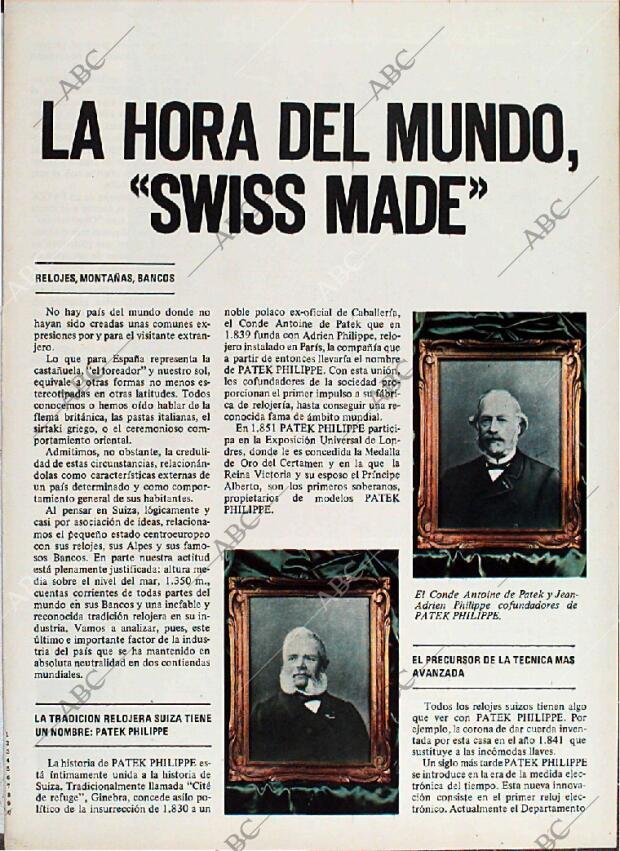 LA HORA DEL MUNDO,
“SWISS MADE”
RELOJES, MONTAÑAS, BANCOS
No hay país del mundo donde no
hayan sido creadas unas comunes ex-
presiones por y para el visitante extran-
jero.
Lo que para España representa la
castañuela, "el toreador" y nuestro sol,
equivale a otras formas no menos es-
tereotipadas en otras latitudes. Todos
conocemos o hemos oído hablar de la
flema británica, las pastas italianas, el
sirtaki griego, o el ceremonioso com-
portamiento oriental.
Admitimos, no obstante, la creduli-
dad de estas circunstancias, relacionán-
dolas como características externas de
un país determinado y como compor-
tamiento general de sus habitantes.
Al pensar en Suiza, lógicamente y
casi por asociación de ideas, relaciona-
mos el pequeño estado centroeuropeo
con sus relojes, sus Alpes y sus famo-
sos Bancos. En parte nuestra actitud
está plenamente justificada: altura me-
dia sobre el nivel del mar, 1.350 m.,
cuentas corrientes de todas partes del
mundo en sus Bancos y una inefable y
reconocida tradición relojera en su in-
dustria. Vamos a analizar, pues, este
último e importante factor de la indus-
tria del país que se ha mantenido en
absoluta neutralidad en dos contiendas
mundiales.
LA TRADICION RELOJERA SUIZA TIENE
UN NOMBRE: PATEK PHILIPPE
La historia de PATEK PHILIPPE es-
tá íntimamente unida a la historia de
Suiza. Tradicionalmente llamada "Cité
de refuge", Ginebra, concede asilo po-
lítico de la insurrección de 1.830 a un
noble polaco ex-oficial de Caballería,
el Conde Antoine de Patek que en
1.839 funda con Adrien Philippe, relo-
jero instalado en París, la compañía que
a partir de entonces llevaría el nombre
de PATEK PHILIPPE. Con esta unión,
los cofundadores de la sociedad pro-
porcionan el primer impulso a su fábri-
ca de relojería, hasta conseguir una re-
conocida fama de ámbito mundial.
En 1.851 PATEK PHILIPPE partici-
pa en la Exposición Universal de Lon-
dres, donde le es concedida la Medalla
de Oro del Certamen y en la que la
Reina Victoria y su esposo el Príncipe
Alberto, son los primeros soberanos,
propietarios de modelos PATEK
PHILIPPE.
El Conde Antoine de Patek y Jean-
Adrien Philippe cofundadores de
PATEK PHILIPPE.
EL PRECURSOR DE LA TECNICA MAS
AVANZADA
Todos los relojes suizos tienen algo
que ver con PATEK PHILIPPE. Por
ejemplo, la corona de dar cuerda inven-
tada por esta casa en el año 1.841 que
sustituye a las incómodas llaves.
Un siglo más tarde PATEK PHILIPPE
se introduce en la era de la medida elec-
trónica del tiempo. Esta nueva innova-
ción consiste en el primer reloj elec-
trónico. Actualmente el Departamento